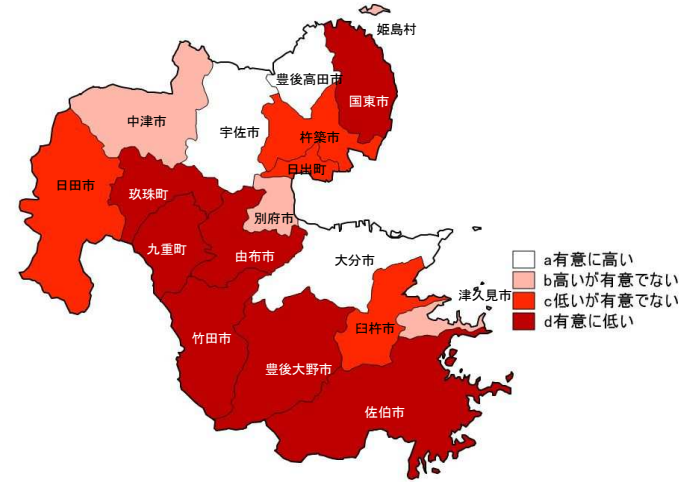 姫島村
豊後高田市
国東市
中津市
宇佐市
杵築市
日出町
日田市
玖珠町
別府市
九重町
由布市
大分市
a有意に高い
b高いが有意でない
c低いが有意でない
d有意に低い
津久見市
臼杵市
竹田市
豊後大野市
佐伯市